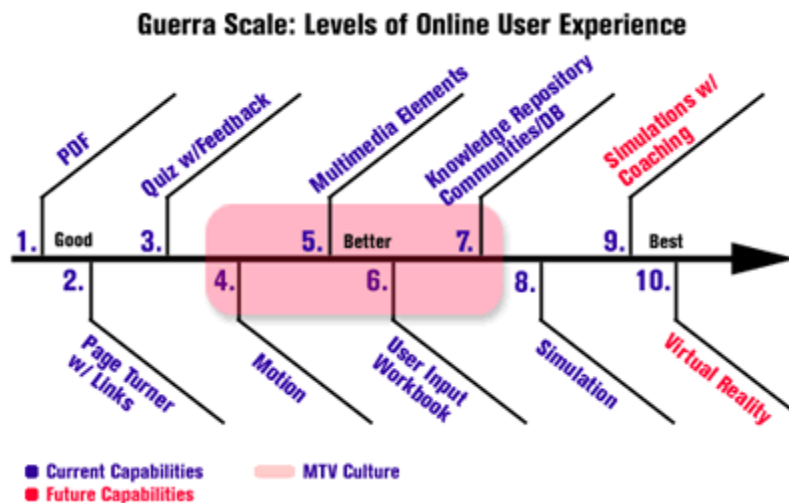 Guerra Scale: Levels of Online User Experience
PDF
Quiz w/Feedback
Multimedia Elements
Knowledge Repository
Communities/DB
Simulations w/
Coaching
1. Good 3. 5. Better 7. 9. Best
2. 4. 6. 8. 10.
Page Turner
w/ Links
Motion
User Input
Workbook
Simulation
Virtual Reality
Current Capabilities
MTV Culture
Future Capabilities